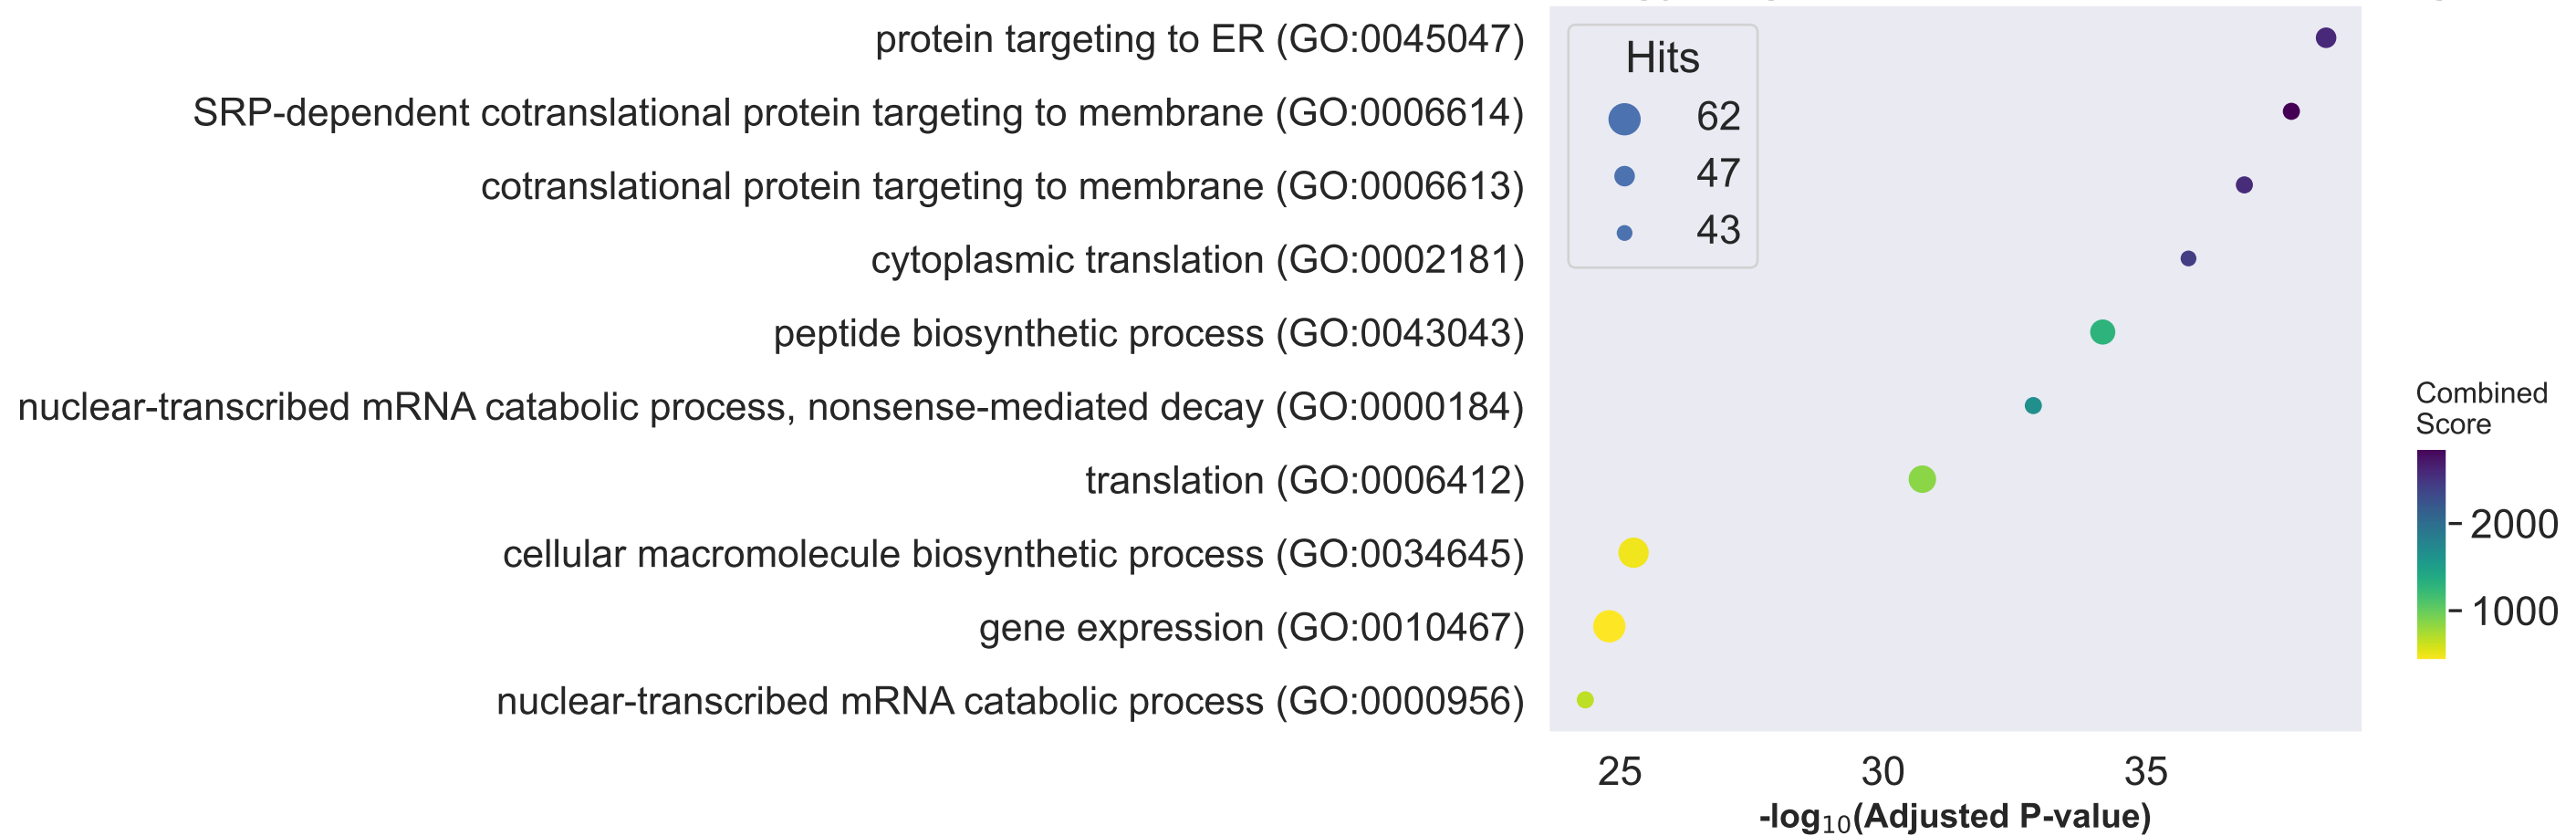 protein targeting to ER (GO:0045047)
SRP-dependent cotranslational protein targeting to membrane (GO:0006614)
cotranslational protein targeting to membrane (GO:0006613)
cytoplasmic translation (GO:0002181)
peptide biosynthetic process (GO:0043043)
nuclear-transcribed mRNA catabolic process, nonsense-mediated decay (GO:0000184)
translation (GO:0006412)
cellular macromolecule biosynthetic process (GO:0034645)
gene expression (GO:0010467)
nuclear-transcribed mRNA catabolic process (GO:0000956)
Hits
62
47
43
Combined
Score
2000
1000
25 30 35
-log₁₀(Adjusted P-value)